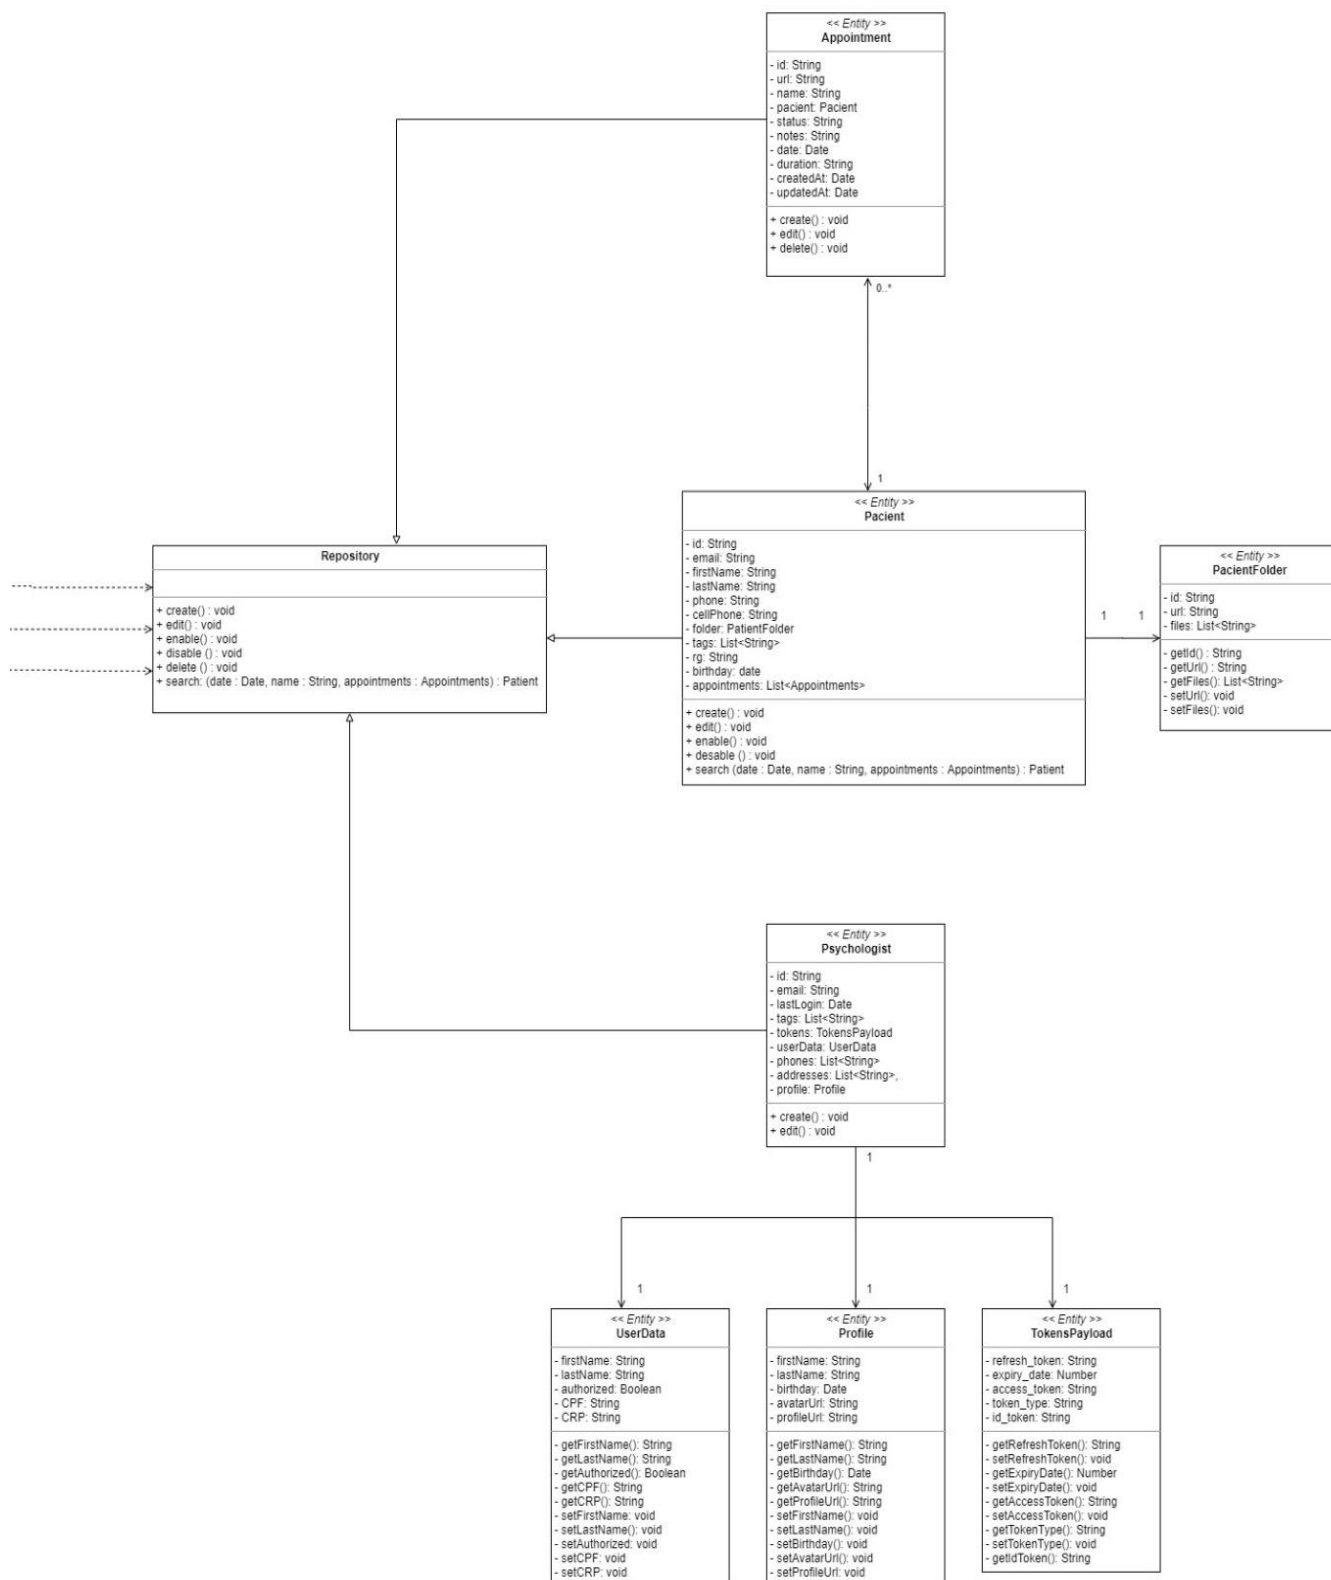 << Entity >>
Appointment
- id: String
- url: String
- name: String
- pacient: Pacient
- status: String
- notes: String
- date: Date
- duration: String
- createdAt: Date
- updatedAt: Date
+ create() : void
+ edit() : void
+ delete() : void
0..*
1
<< Entity >>
Pacient
- id: String
- email: String
- firstName: String
- lastName: String
- phone: String
- cellPhone: String
- folder: PatientFolder
- tags: List<String>
- rg: String
- birthday: date
- appointments: List<Appointments>
+ create() : void
+ edit() : void
+ enable() : void
+ desable () : void
+ search (date : Date, name : String, appointments : Appointments) : Patient
Repository
+ create() : void
+ edit() : void
+ enable() : void
+ disable () : void
+ delete () : void
+ search: (date : Date, name : String, appointments : Appointments) : Patient
1
1
<< Entity >>
PacientFolder
- id: String
- url: String
- files: List<String>
- getId() : String
- getUrl() : String
- getFiles(): List<String>
- setUrl(): void
- setFiles(): void
<< Entity >>
Psychologist
- id: String
- email: String
- lastLogin: Date
- tags: List<String>
- tokens: TokensPayload
- userData: UserData
- phones: List<String>
- addresses: List<String>,
- profile: Profile
+ create() : void
+ edit() : void
1
1
1
1
<< Entity >>
UserData
- firstName: String
- lastName: String
- authorized: Boolean
- CPF: String
- CRP: String
- getFirstName(): String
- getLastName(): String
- getAuthorized(): Boolean
- getCPF(): String
- getCRP(): String
- setFirstName: void
- setLastName(): void
- setAuthorized: void
- setCPF: void
- setCRP: void
<< Entity >>
Profile
- firstName: String
- lastName: String
- birthday: Date
- avatarUrl: String
- profileUrl: String
- getFirstName(): String
- getLastName(): String
- getBirthday(): Date
- getAvatarUrl(): String
- getProfileUrl(): String
- setFirstName(): void
- setLastName(): void
- setBirthday(): void
- setAvatarUrl(): void
- setProfileUrl: void
<< Entity >>
TokensPayload
- refresh_token: String
- expiry_date: Number
- access_token: String
- token_type: String
- id_token: String
- getRefreshToken(): String
- setRefreshToken(): void
- getExpiryDate(): Number
- setExpiryDate(): void
- getAccessToken(): String
- setAccessToken(): void
- getTokenType(): String
- setTokenType(): void
- getIdToken(): String